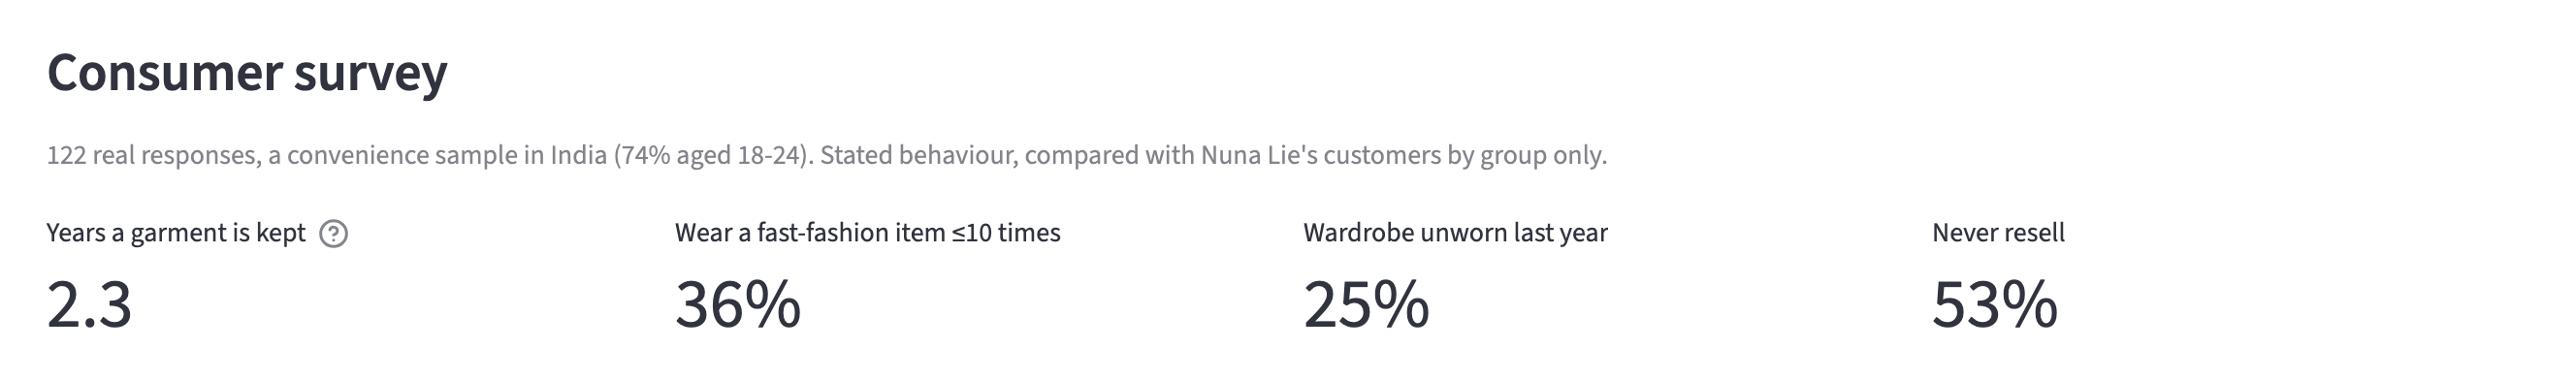 Consumer survey
122 real responses, a convenience sample in India (74% aged 18-24). Stated behaviour, compared with Nuna Lie's customers by group only.
Years a garment is kept ?
2.3
Wear a fast-fashion item ≤10 times
36%
Wardrobe unworn last year
25%
Never resell
53%